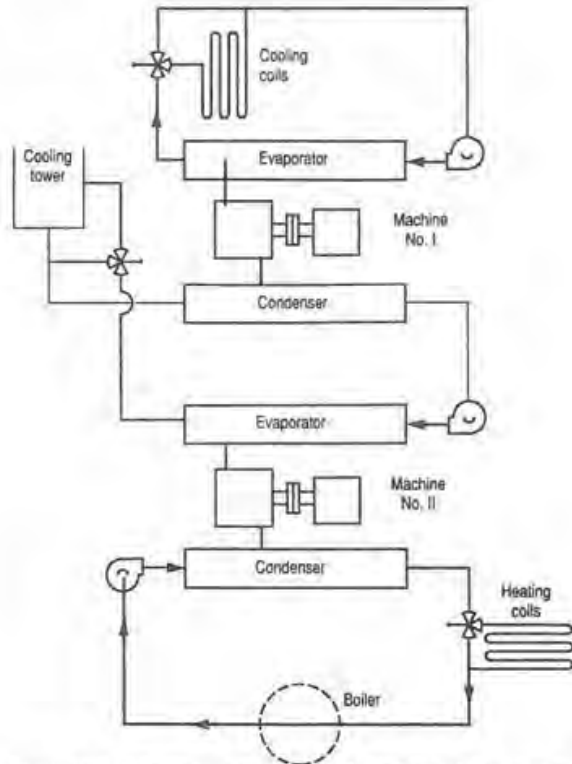 Cooling
coils
Evaporator
Cooling
tower
Machine
No. I
Condenser
Evaporator
Machine
No. II
Condenser
Heating
coils
Boiler